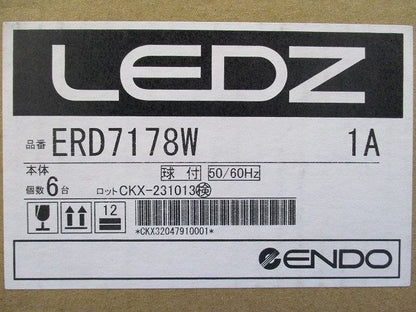 LEDZ
品番 ERD7178W 1A
本体 球付 50/60Hz
個数 6台 ロット CKX-231013 検
12
*CKX32047910001*
ENDO